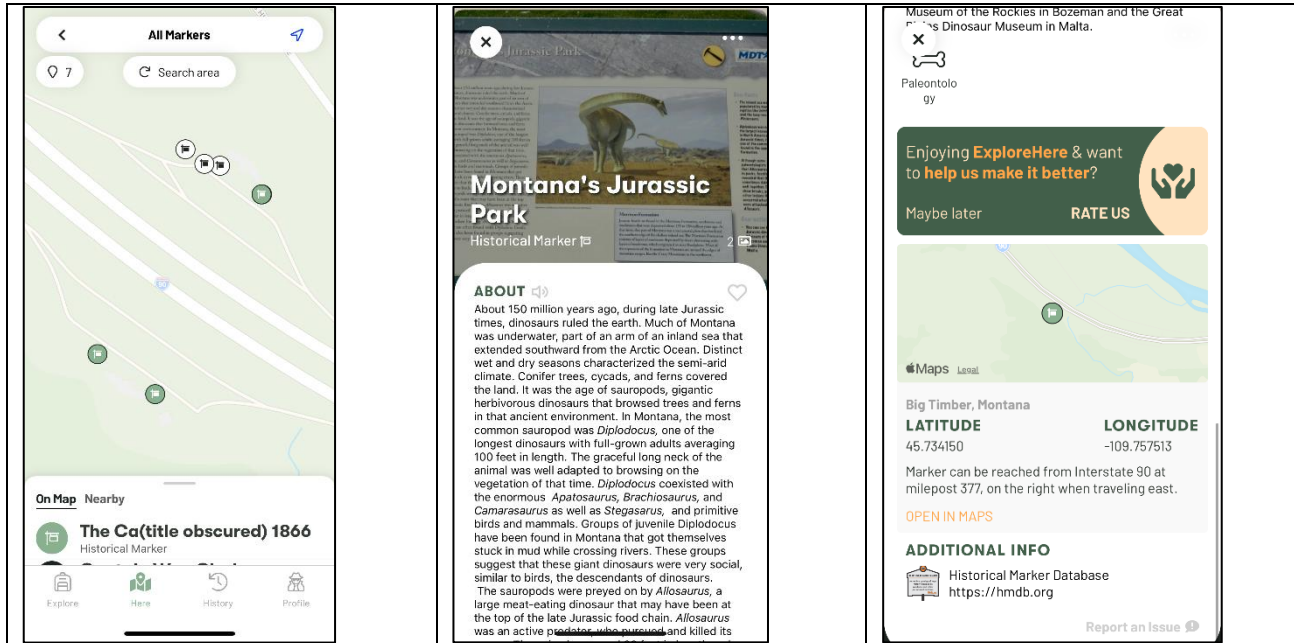 All Markers
7
Search area
On Map Nearby
The Ca(title obscured) 1866
Historical Marker
Explore
Here
History
Profile
Jurassic Park
MDT
Montana's Jurassic
Park
Historical Marker
2
ABOUT
About 150 million years ago, during late Jurassic
times, dinosaurs ruled the earth. Much of Montana
was underwater, part of an arm of an inland sea that
extended southward from the Arctic Ocean. Distinct
wet and dry seasons characterized the semi-arid
climate. Conifer trees, cycads, and ferns covered
the land. It was the age of sauropods, gigantic
herbivorous dinosaurs that browsed trees and ferns
in that ancient environment. In Montana, the most
common sauropod was Diplodocus, one of the
longest dinosaurs with full-grown adults averaging
100 feet in length. The graceful long neck of the
animal was well adapted to browsing on the
vegetation of that time. Diplodocus coexisted with
the enormous Apatosaurus, Brachiosaurus, and
Camarasaurus as well as Stegasarus, and primitive
birds and mammals. Groups of juvenile Diplodocus
have been found in Montana that got themselves
stuck in mud while crossing rivers. These groups
suggest that these giant dinosaurs were very social,
similar to birds, the descendants of dinosaurs.
The sauropods were preyed on by Allosaurus, a
large meat-eating dinosaur that may have been at
the top of the late Jurassic food chain. Allosaurus
was an active predator, who pursued and killed its
Museum of the Rockies in Bozeman and the Great
Dinosaur Museum in Malta.
Paleontolo
gy
Enjoying ExploreHere & want
to help us make it better?
Maybe later RATE US
Maps Legal
Big Timber, Montana
LATITUDE LONGITUDE
45.734150 -109.757513
Marker can be reached from Interstate 90 at
milepost 377, on the right when traveling east.
OPEN IN MAPS
ADDITIONAL INFO
Historical Marker Database
https://hmdb.org
Report an Issue